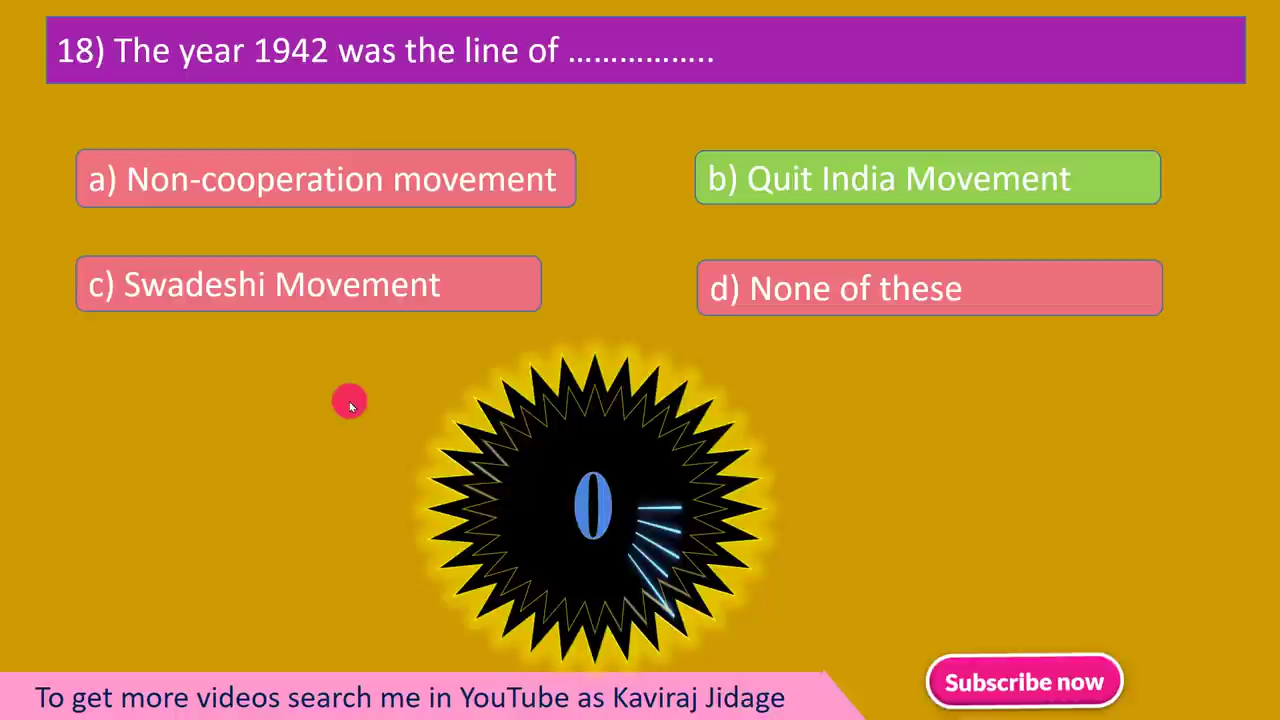 18) The year 1942 was the line of ……………..
a) Non-cooperation movement
b) Quit India Movement
c) Swadeshi Movement
d) None of these
0
To get more videos search me in YouTube as Kaviraj Jidage
Subscribe now